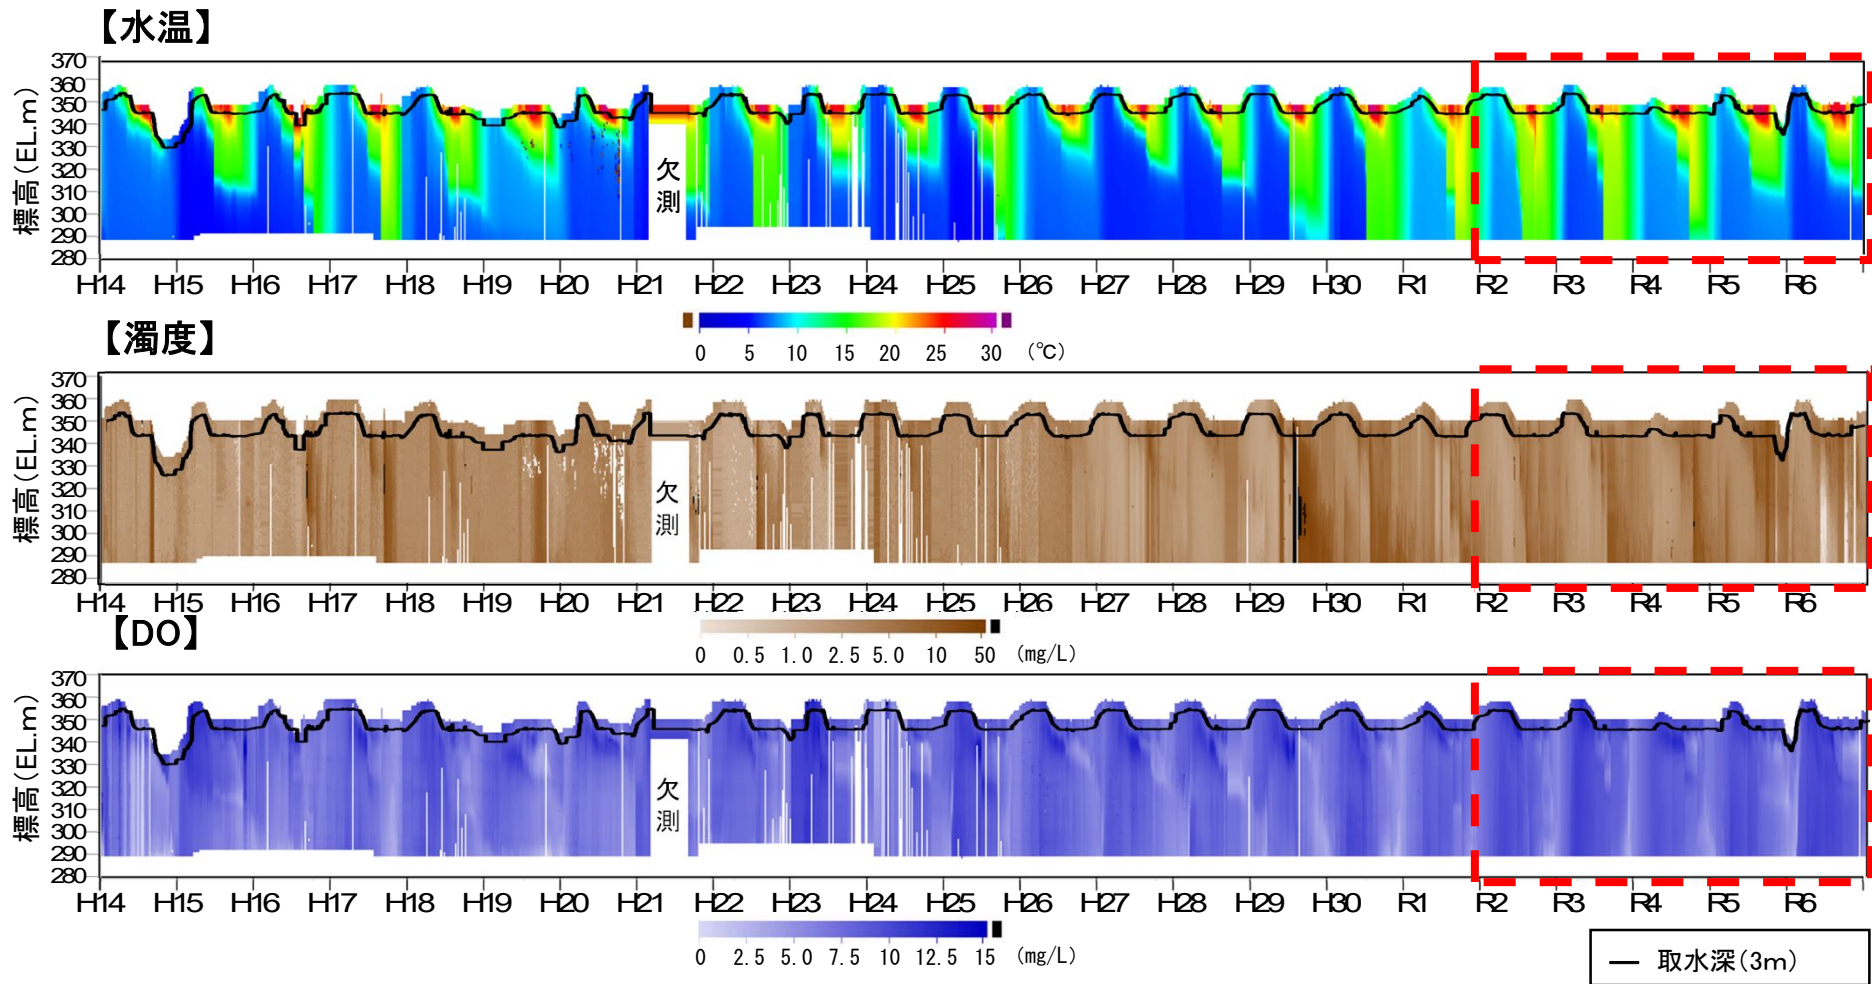 【水温】
標高(EL.m)
370
360
350
340
330
320
310
300
290
280
欠測
H14 H15 H16 H17 H18 H19 H20 H21 H22 H23 H24 H25 H26 H27 H28 H29 H30 R1 R2 R3 R4 R5 R6
0 5 10 15 20 25 30 (℃)
【濁度】
標高(EL.m)
370
360
350
340
330
320
310
300
290
280
欠測
H14 H15 H16 H17 H18 H19 H20 H21 H22 H23 H24 H25 H26 H27 H28 H29 H30 R1 R2 R3 R4 R5 R6
0 0.5 1.0 2.5 5.0 10 50 (mg/L)
【DO】
標高(EL.m)
370
360
350
340
330
320
310
300
290
280
欠測
H14 H15 H16 H17 H18 H19 H20 H21 H22 H23 H24 H25 H26 H27 H28 H29 H30 R1 R2 R3 R4 R5 R6
0 2.5 5.0 7.5 10 12.5 15 (mg/L)
取水深(3m)